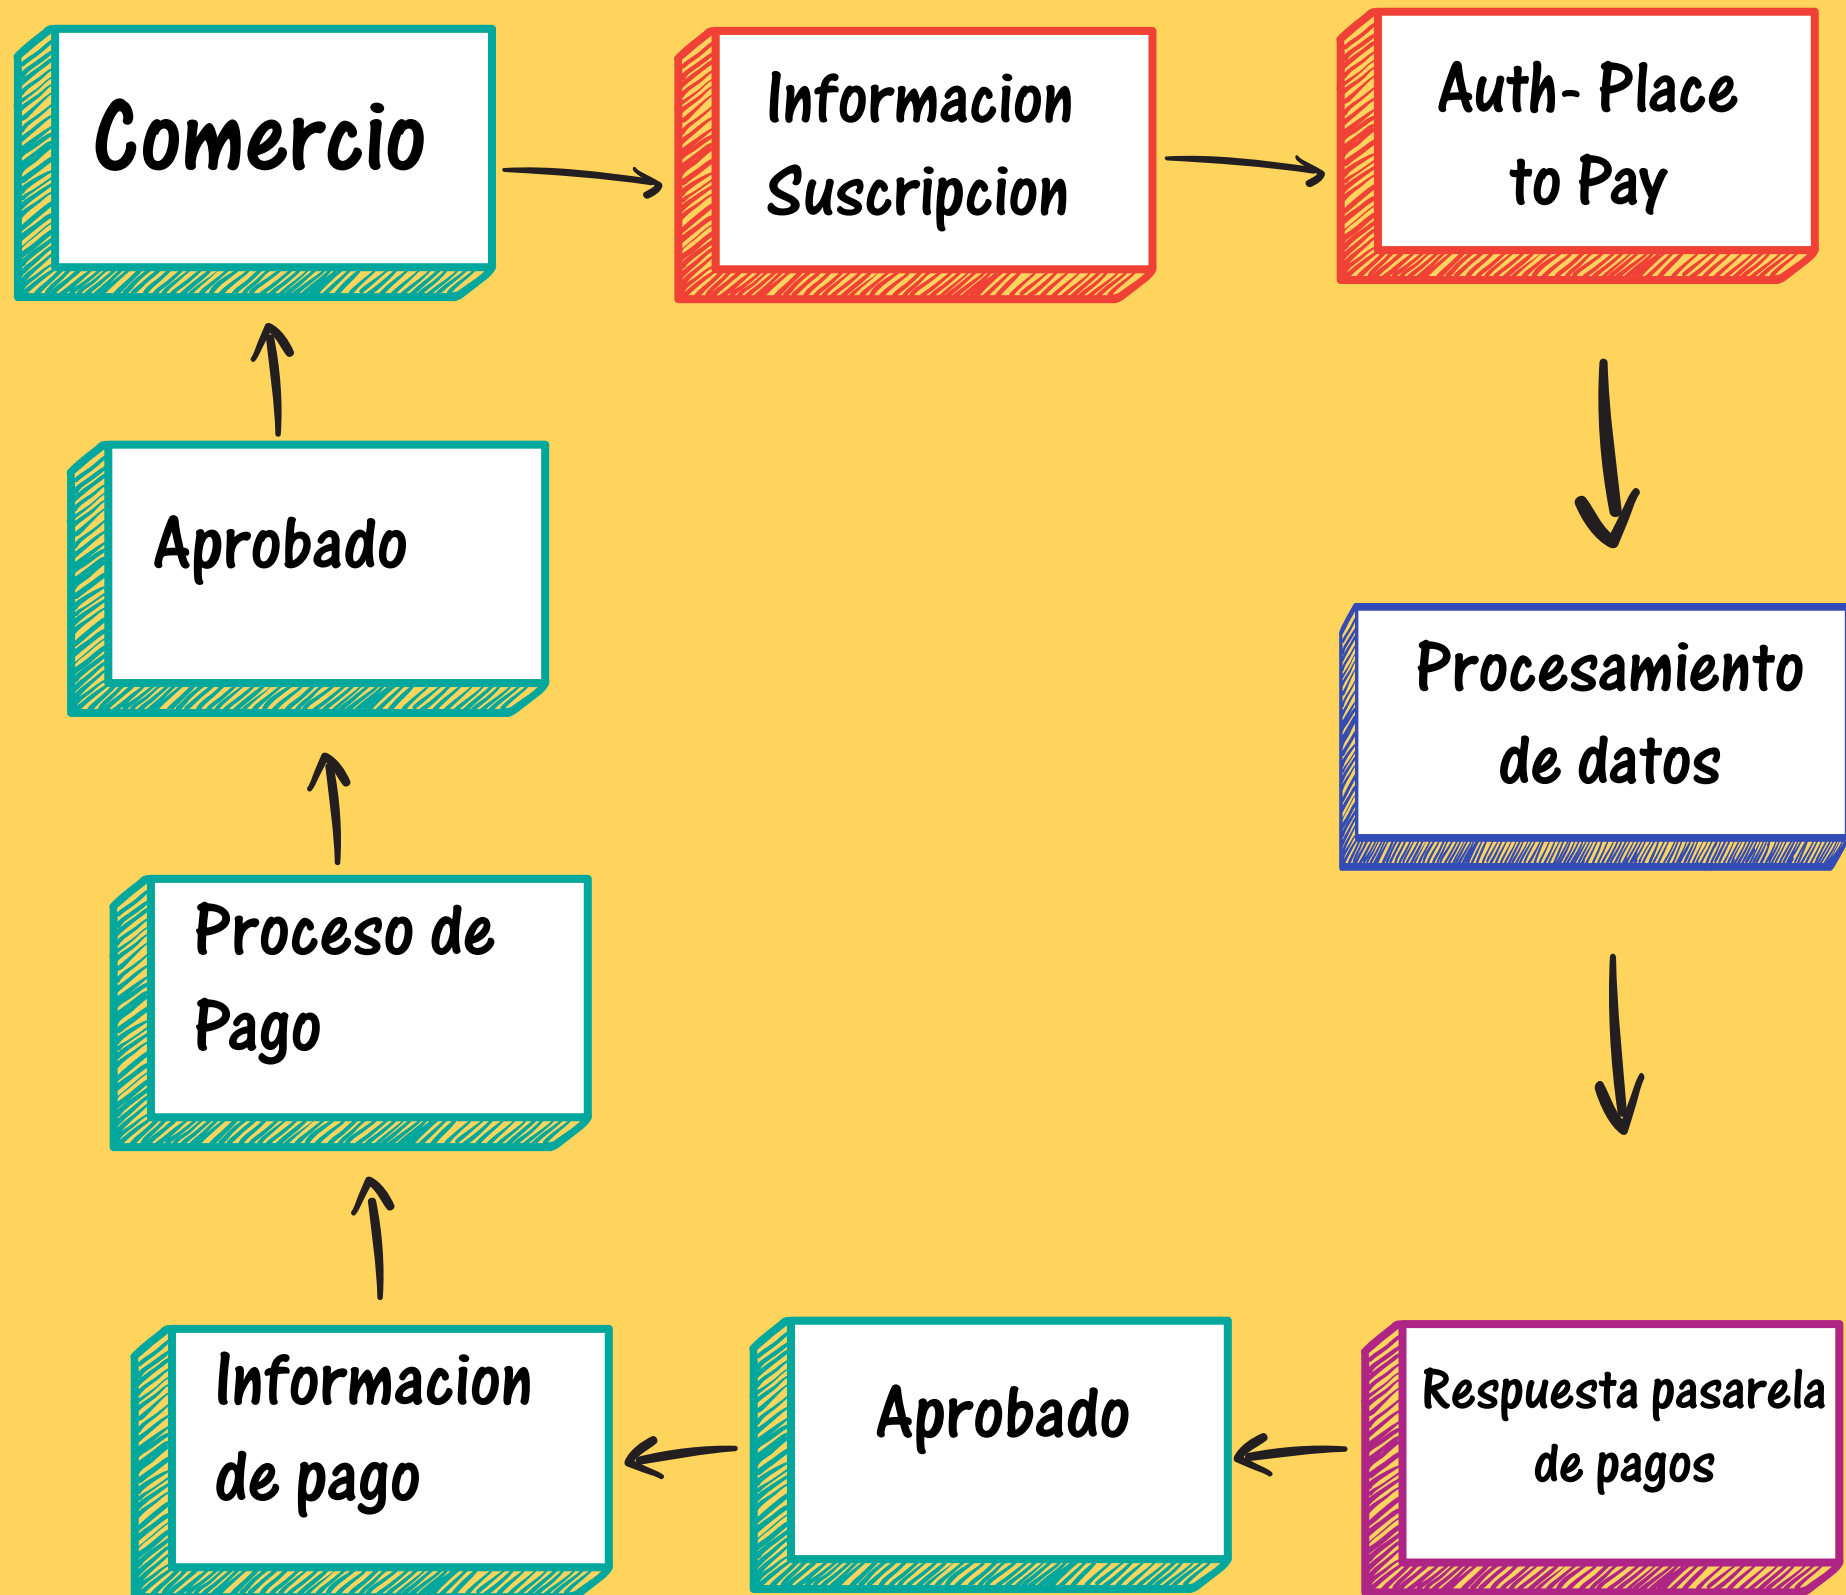 Comercio
Informacion
Suscripcion
Auth- Place
to Pay
Procesamiento
de datos
Respuesta pasarela
de pagos
Aprobado
Informacion
de pago
Proceso de
Pago
Aprobado